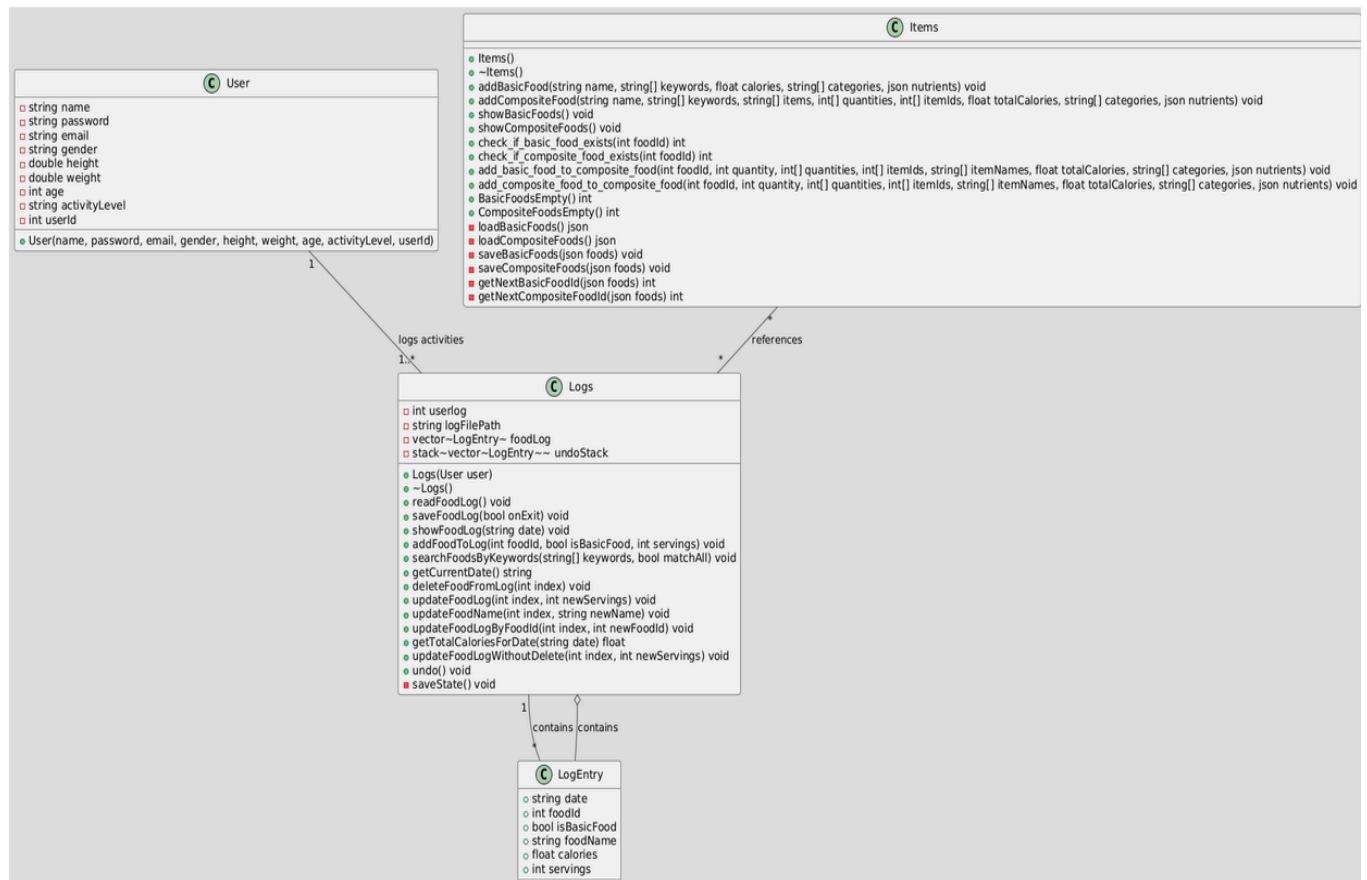 C User
string name
string password
string email
string gender
double height
double weight
int age
string activityLevel
int userId
User(name, password, email, gender, height, weight, age, activityLevel, userId)
C Items
Items()
~Items()
addBasicFood(string name, string[] keywords, float calories, string[] categories, json nutrients) void
addCompositeFood(string name, string[] keywords, string[] items, int[] quantities, int[] itemIds, float totalCalories, string[] categories, json nutrients) void
showBasicFoods() void
showCompositeFoods() void
check_if_basic_food_exists(int foodId) int
check_if_composite_food_exists(int foodId) int
add_basic_food_to_composite_food(int foodId, int quantity, int[] quantities, int[] itemIds, string[] itemNames, float totalCalories, string[] categories, json nutrients) void
add_composite_food_to_composite_food(int foodId, int quantity, int[] quantities, int[] itemIds, string[] itemNames, float totalCalories, string[] categories, json nutrients) void
BasicFoodsEmpty() int
CompositeFoodsEmpty() int
loadBasicFoods() json
loadCompositeFoods() json
saveBasicFoods(json foods) void
saveCompositeFoods(json foods) void
getNextBasicFoodId(json foods) int
getNextCompositeFoodId(json foods) int
1
logs activities
1..*
*
references
*
C Logs
int userlog
string logFilePath
vector~LogEntry~ foodLog
stack~vector~LogEntry~~ undoStack
Logs(User user)
~Logs()
readFoodLog() void
saveFoodLog(bool onExit) void
showFoodLog(string date) void
addFoodToLog(int foodId, bool isBasicFood, int servings) void
searchFoodsByKeywords(string[] keywords, bool matchAll) void
getCurrentDate() string
deleteFoodFromLog(int index) void
updateFoodLog(int index, int newServings) void
updateFoodName(int index, string newName) void
updateFoodLogByFoodId(int index, int newFoodId) void
getTotalCaloriesForDate(string date) float
updateFoodLogWithoutDelete(int index, int newServings) void
undo() void
saveState() void
1
contains contains
*
C LogEntry
string date
int foodId
bool isBasicFood
string foodName
float calories
int servings